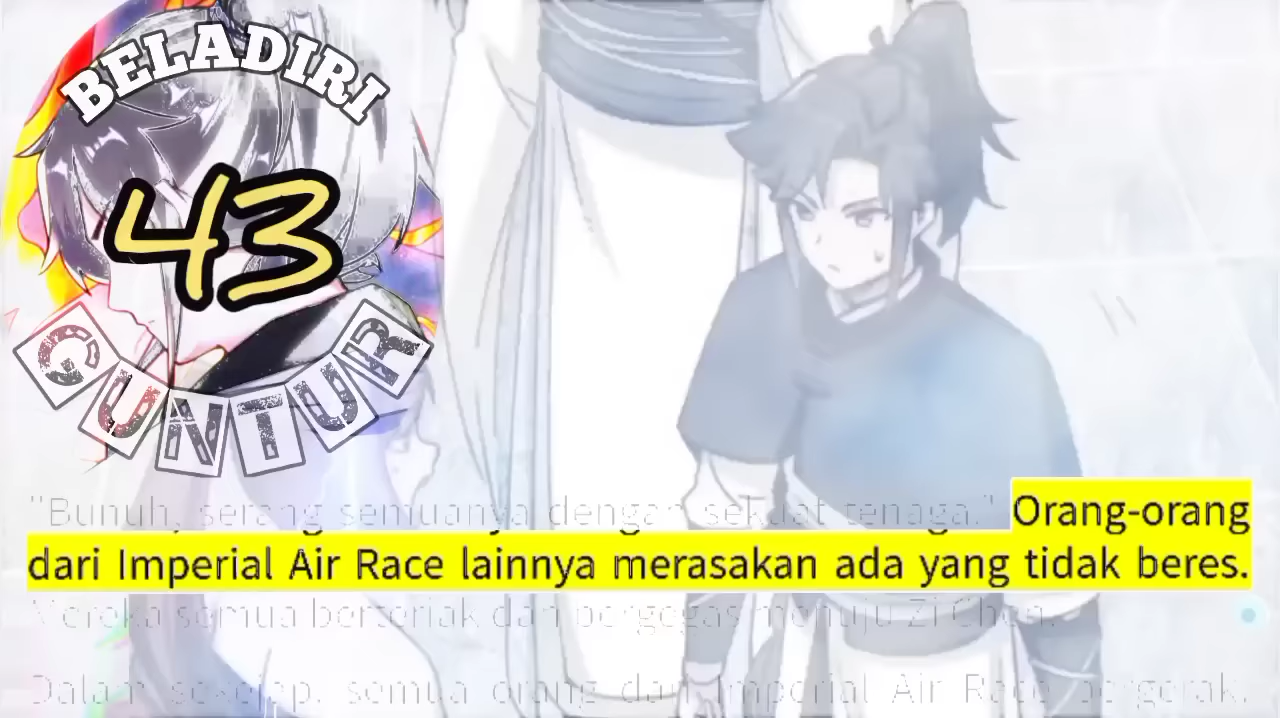 BELADIRI
43
GUNTUR
"Bunuh, serang semuanya dengan sekuat tenaga." Orang-orang
dari Imperial Air Race lainnya merasakan ada yang tidak beres.
Mereka semua berteriak dan bergegas menuju Zi Chen.
Dalam sekejap, semua orang dari Imperial Air Race bergerak.